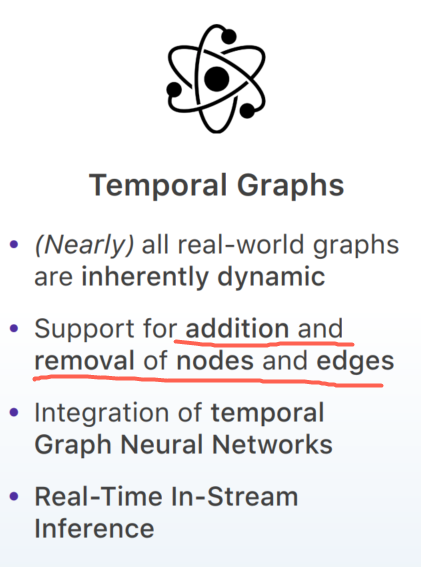 Temporal Graphs
• (Nearly) all real-world graphs
are inherently dynamic
• Support for addition and
removal of nodes and edges
• Integration of temporal
Graph Neural Networks
• Real-Time In-Stream
Inference